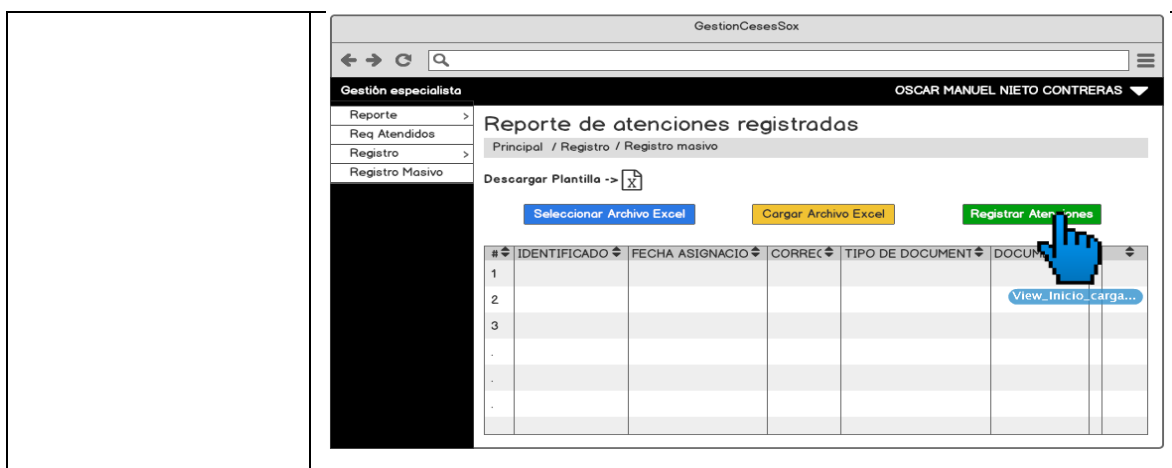 GestionCesesSox
Gestión especialista
OSCAR MANUEL NIETO CONTRERAS
Reporte >
Req Atendidos
Registro >
Registro Masivo
Reporte de atenciones registradas
Principal / Registro / Registro masivo
Descargar Plantilla -> X
Seleccionar Archivo Excel Cargar Archivo Excel Registrar Atenciones
# IDENTIFICADO FECHA ASIGNACIO CORREC TIPO DE DOCUMENT DOCUM
1
2
View_Inicio_carga...
3
.
.
.